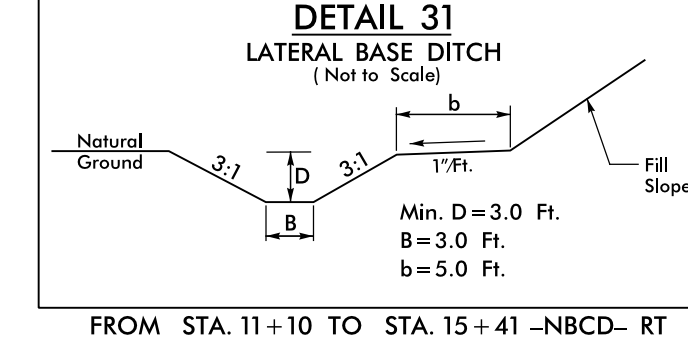 DETAIL 31
LATERAL BASE DITCH
( Not to Scale)
b
Natural
Ground
3:1
D
3:1
1"/Ft.
Fill
Slope
B
Min. D=3.0 Ft.
B=3.0 Ft.
b=5.0 Ft.
FROM STA. 11+10 TO STA. 15+41 -NBCD- RT